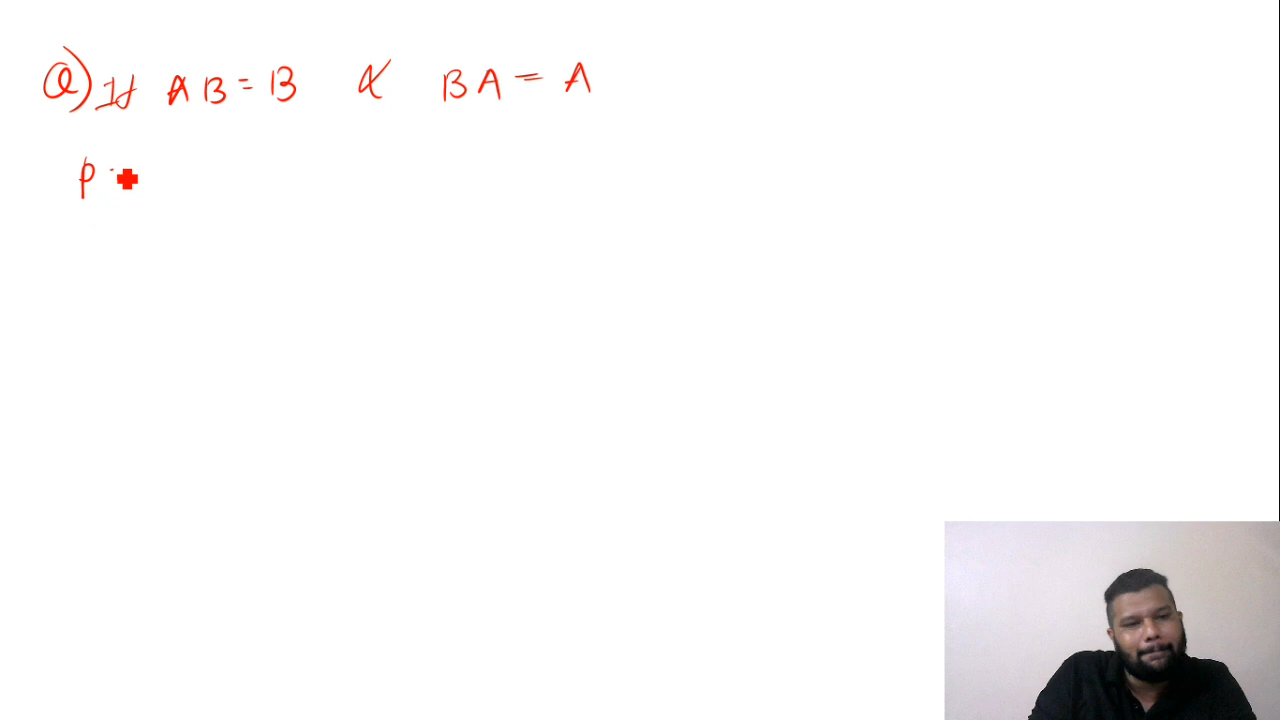 Q) If AB = B & BA = A
P